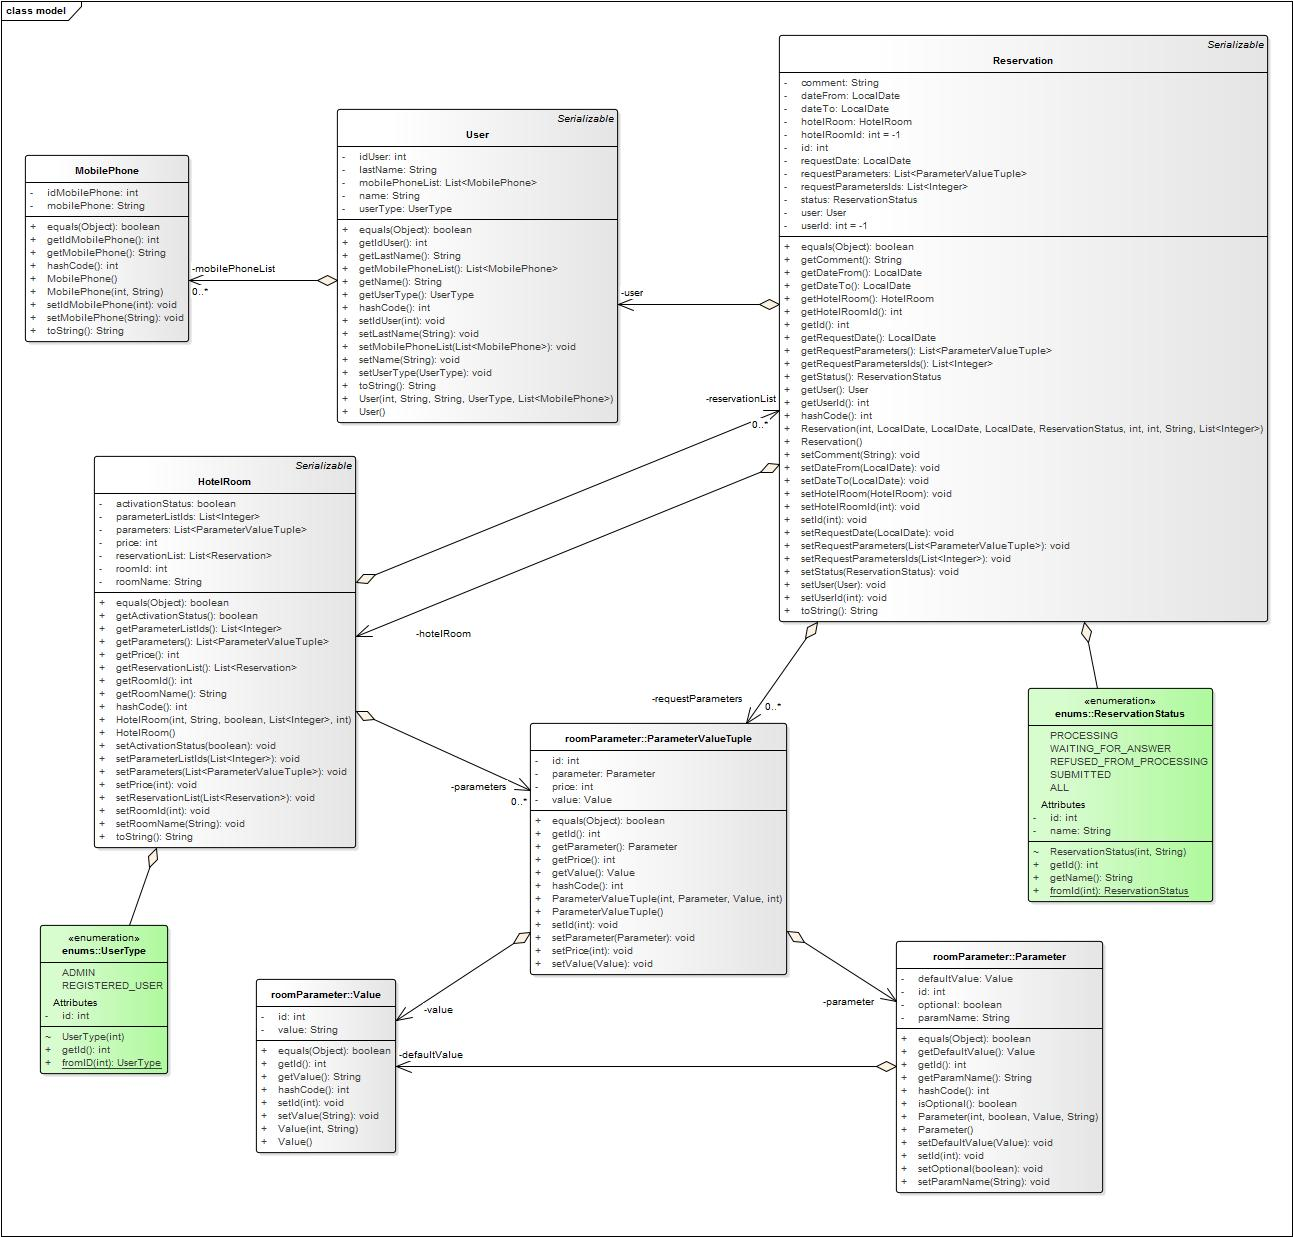 class model
MobilePhone
- idMobilePhone: int
- mobilePhone: String
+ equals(Object): boolean
+ getIdMobilePhone(): int
+ getMobilePhone(): String
+ hashCode(): int
+ MobilePhone()
+ MobilePhone(int, String)
+ setIdMobilePhone(int): void
+ setMobilePhone(String): void
+ toString(): String
-mobilePhoneList
0..*
Serializable
User
- idUser: int
- lastName: String
- mobilePhoneList: List<MobilePhone>
- name: String
- userType: UserType
+ equals(Object): boolean
+ getIdUser(): int
+ getLastName(): String
+ getMobilePhoneList(): List<MobilePhone>
+ getName(): String
+ getUserType(): UserType
+ hashCode(): int
+ setIdUser(int): void
+ setLastName(String): void
+ setMobilePhoneList(List<MobilePhone>): void
+ setName(String): void
+ setUserType(UserType): void
+ toString(): String
+ User(int, String, String, UserType, List<MobilePhone>)
+ User()
-user
Serializable
Reservation
- comment: String
- dateFrom: LocalDate
- dateTo: LocalDate
- hotelRoom: HotelRoom
- hotelRoomId: int = -1
- id: int
- requestDate: LocalDate
- requestParameters: List<ParameterValueTuple>
- requestParametersIds: List<Integer>
- status: ReservationStatus
- user: User
- userId: int = -1
+ equals(Object): boolean
+ getComment(): String
+ getDateFrom(): LocalDate
+ getDateTo(): LocalDate
+ getHotelRoom(): HotelRoom
+ getHotelRoomId(): int
+ getId(): int
+ getRequestDate(): LocalDate
+ getRequestParameters(): List<ParameterValueTuple>
+ getRequestParametersIds(): List<Integer>
+ getStatus(): ReservationStatus
+ getUser(): User
+ getUserId(): int
+ hashCode(): int
+ Reservation(int, LocalDate, LocalDate, LocalDate, ReservationStatus, int, int, String, List<Integer>)
+ Reservation()
+ setComment(String): void
+ setDateFrom(LocalDate): void
+ setDateTo(LocalDate): void
+ setHotelRoom(HotelRoom): void
+ setHotelRoomId(int): void
+ setId(int): void
+ setRequestDate(LocalDate): void
+ setRequestParameters(List<ParameterValueTuple>): void
+ setRequestParametersIds(List<Integer>): void
+ setStatus(ReservationStatus): void
+ setUser(User): void
+ setUserId(int): void
+ toString(): String
-reservationList
0..*
-hotelRoom
Serializable
HotelRoom
- activationStatus: boolean
- parameterListIds: List<Integer>
- parameters: List<ParameterValueTuple>
- price: int
- reservationList: List<Reservation>
- roomId: int
- roomName: String
+ equals(Object): boolean
+ getActivationStatus(): boolean
+ getParameterListIds(): List<Integer>
+ getParameters(): List<ParameterValueTuple>
+ getPrice(): int
+ getReservationList(): List<Reservation>
+ getRoomId(): int
+ getRoomName(): String
+ hashCode(): int
+ HotelRoom(int, String, boolean, List<Integer>, int)
+ HotelRoom()
+ setActivationStatus(boolean): void
+ setParameterListIds(List<Integer>): void
+ setParameters(List<ParameterValueTuple>): void
+ setPrice(int): void
+ setReservationList(List<Reservation>): void
+ setRoomId(int): void
+ setRoomName(String): void
+ toString(): String
-requestParameters
0..*
-parameters
0..*
roomParameter::ParameterValueTuple
- id: int
- parameter: Parameter
- price: int
- value: Value
+ equals(Object): boolean
+ getId(): int
+ getParameter(): Parameter
+ getPrice(): int
+ getValue(): Value
+ hashCode(): int
+ ParameterValueTuple(int, Parameter, Value, int)
+ ParameterValueTuple()
+ setId(int): void
+ setParameter(Parameter): void
+ setPrice(int): void
+ setValue(Value): void
«enumeration»
enums::ReservationStatus
PROCESSING
WAITING_FOR_ANSWER
REFUSED_FROM_PROCESSING
SUBMITTED
ALL
Attributes
- id: int
- name: String
~ ReservationStatus(int, String)
+ getId(): int
+ getName(): String
+ fromId(int): ReservationStatus
«enumeration»
enums::UserType
ADMIN
REGISTERED_USER
Attributes
- id: int
~ UserType(int)
+ getId(): int
+ fromID(int): UserType
roomParameter::Value
- id: int
- value: String
+ equals(Object): boolean
+ getId(): int
+ getValue(): String
+ hashCode(): int
+ setId(int): void
+ setValue(String): void
+ Value(int, String)
+ Value()
-value
-defaultValue
-parameter
roomParameter::Parameter
- defaultValue: Value
- id: int
- optional: boolean
- paramName: String
+ equals(Object): boolean
+ getDefaultValue(): Value
+ getId(): int
+ getParamName(): String
+ hashCode(): int
+ isOptional(): boolean
+ Parameter(int, boolean, Value, String)
+ Parameter()
+ setDefaultValue(Value): void
+ setId(int): void
+ setOptional(boolean): void
+ setParamName(String): void